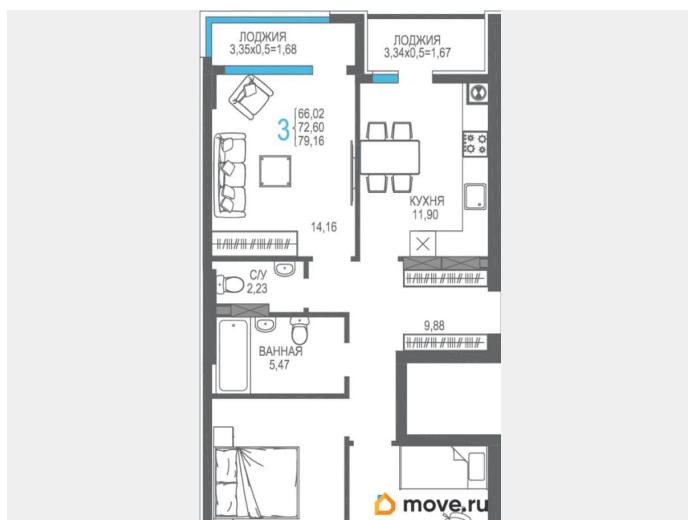 ЛОДЖИЯ
3,35x0,5=1,68
ЛОДЖИЯ
3,34x0,5=1,67
3
66,02
72,60
79,16
14,16
КУХНЯ
11,90
С/У
2,23
9,88
ВАННАЯ
5,47
move.ru